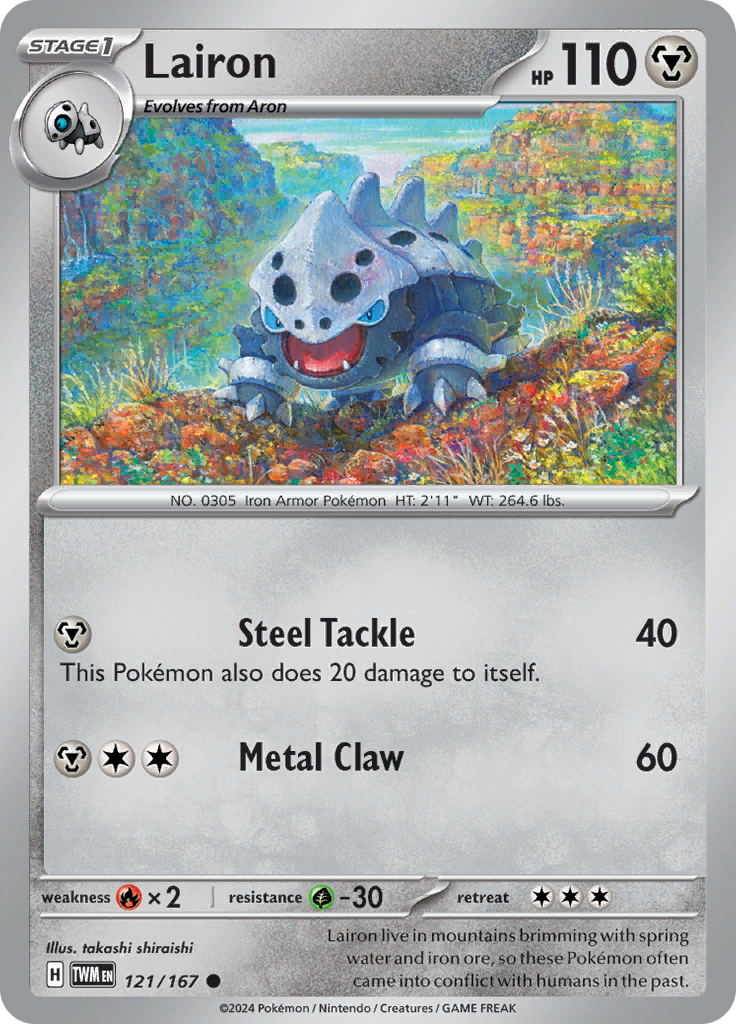 STAGE1
Lairon
HP 110
Evolves from Aron
NO. 0305 Iron Armor Pokémon HT: 2'11" WT: 264.6 lbs.
Steel Tackle 40
This Pokémon also does 20 damage to itself.
Metal Claw 60
weakness ×2 resistance -30 retreat
Illus. takashi shiraishi
H TWM EN 121/167
Lairon live in mountains brimming with spring
water and iron ore, so these Pokémon often
came into conflict with humans in the past.
©2024 Pokémon / Nintendo / Creatures / GAME FREAK